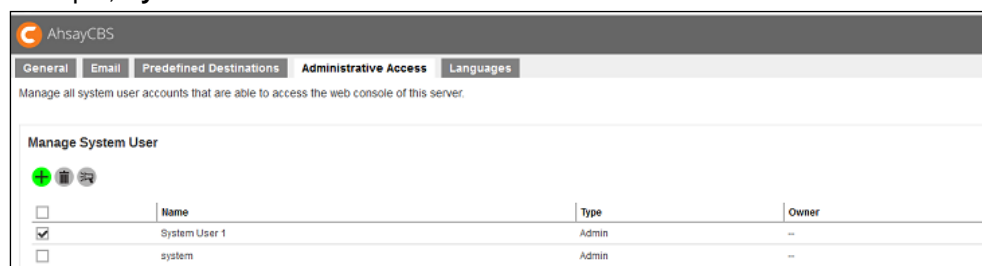 AhsayCBS
General Email Predefined Destinations Administrative Access Languages
Manage all system user accounts that are able to access the web console of this server.
Manage System User
Name Type Owner
System User 1 Admin --
system Admin --